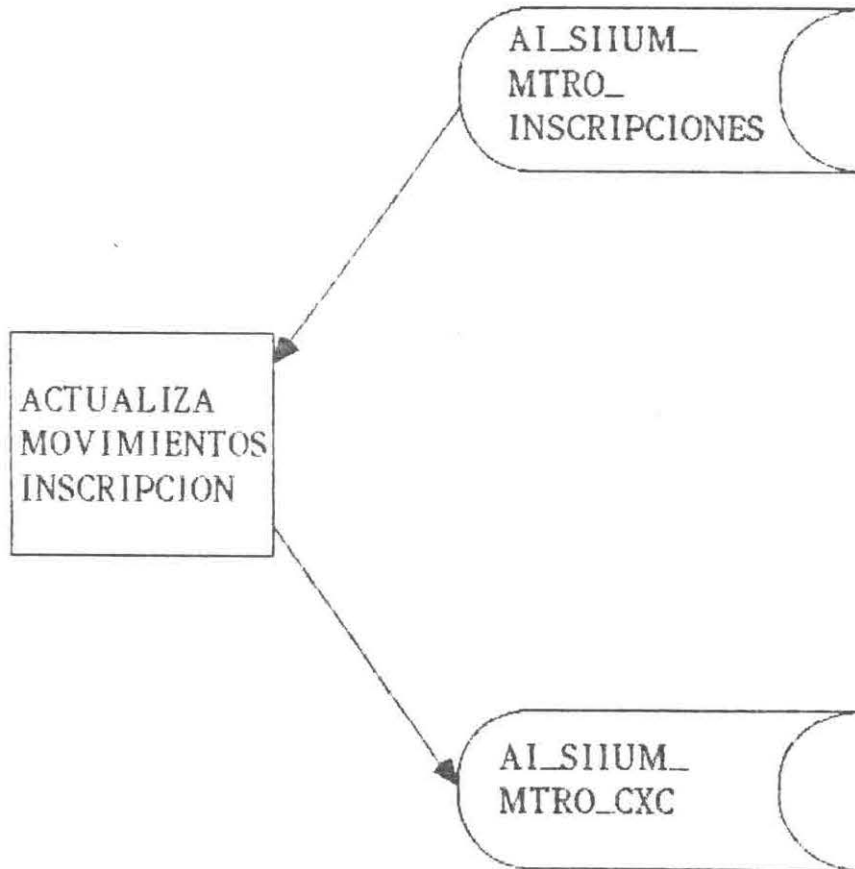 AI_SIIUM_
MTRO_
INSCRIPCIONES
ACTUALIZA
MOVIMIENTOS
INSCRIPCION
AI_SIIUM_
MTRO_CXC